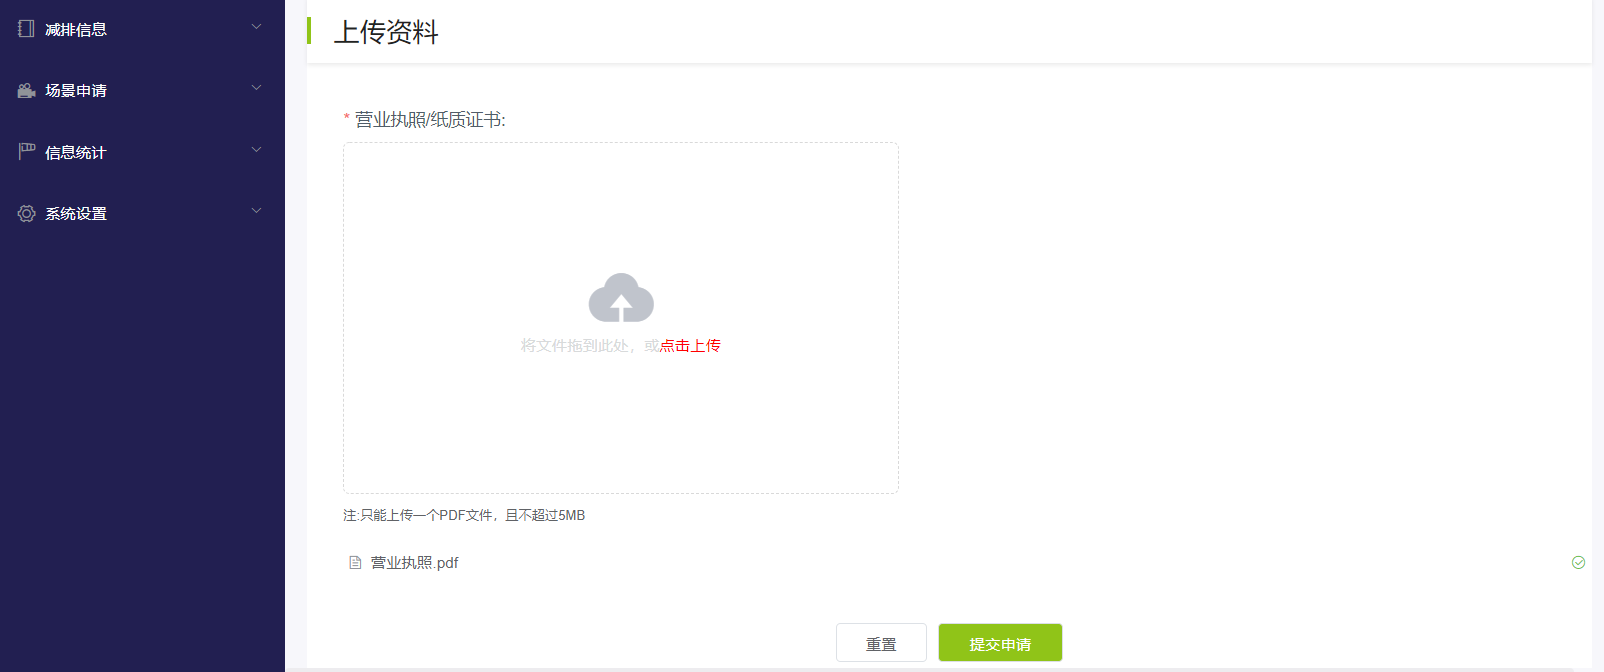 减排信息
场景申请
信息统计
系统设置
上传资料
* 营业执照/纸质证书:
将文件拖到此处，或点击上传
注:只能上传一个PDF文件，且不超过5MB
营业执照.pdf
重置
提交申请